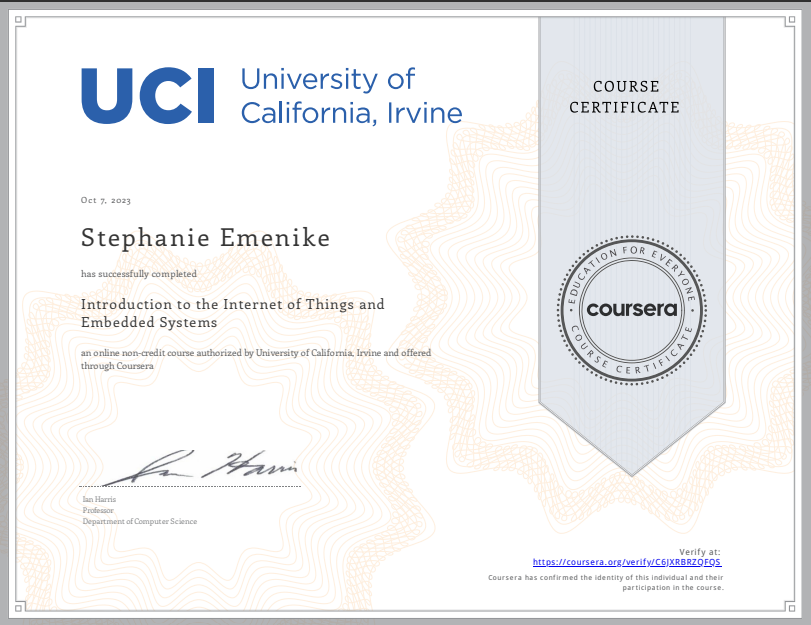 UCI University of
California, Irvine
COURSE
CERTIFICATE
Oct 7, 2023
Stephanie Emenike
has successfully completed
Introduction to the Internet of Things and
Embedded Systems
an online non-credit course authorized by University of California, Irvine and offered
through Coursera
EDUCATION FOR EVERYONE
coursera
COURSE CERTIFICATE
Ian Harris
Ian Harris
Professor
Department of Computer Science
Verify at:
https://coursera.org/verify/C6JXRBRZQFQS
Coursera has confirmed the identity of this individual and their
participation in the course.